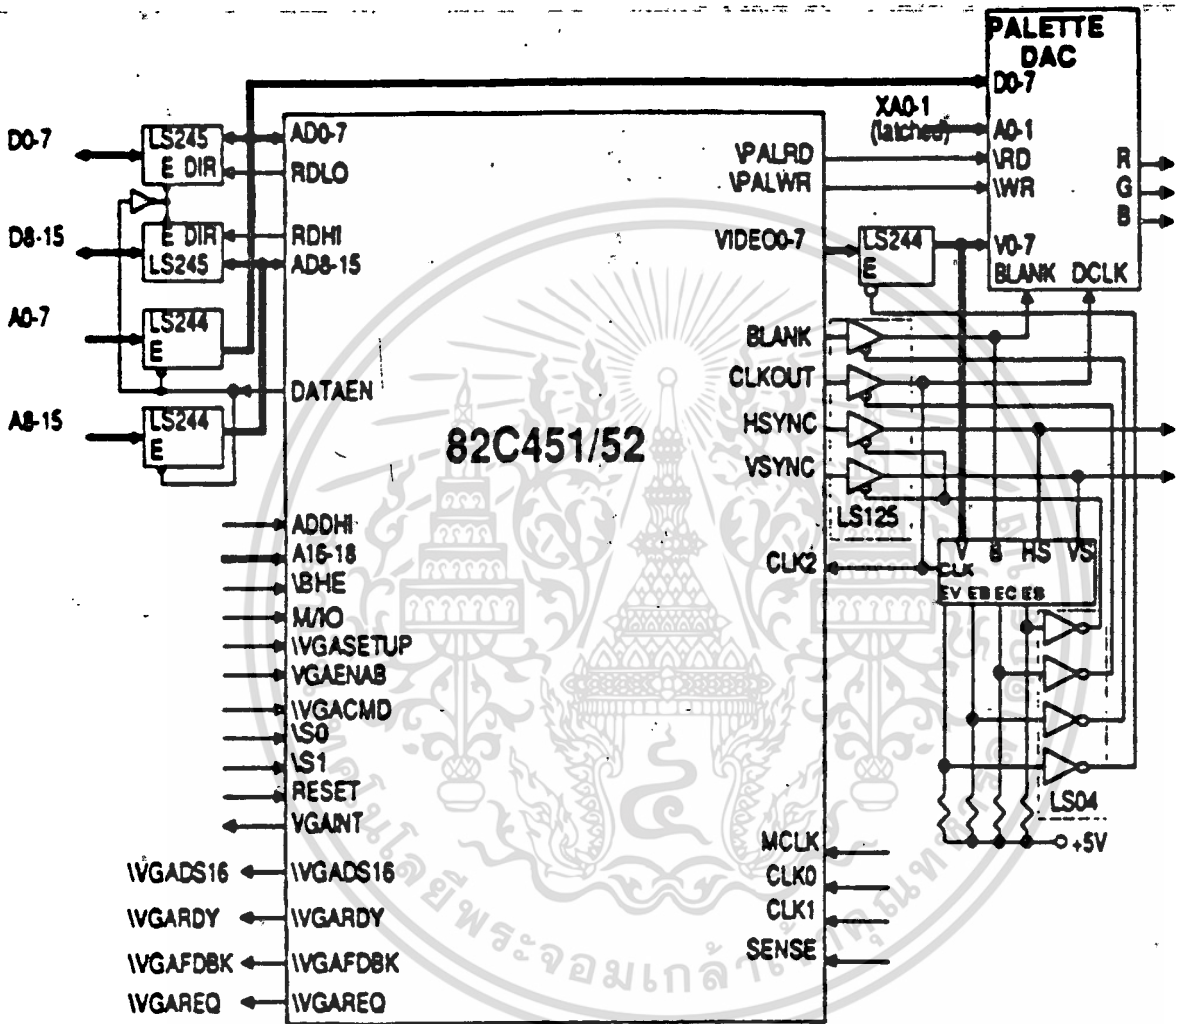 PALETTE
DAC
D0-7
XA0-1
(latched)
A0-1
\RD
\WR
R
G
B
V0-7
BLANK DCLK
D0-7
LS245
E DIR
AD0-7
RDLO
D8-15
E DIR
LS245
RDHI
AD8-15
A0-7
LS244
E
DATAEN
A8-15
LS244
E
82C451/52
\PALRD
\PALWR
VIDEO0-7
LS244
E
BLANK
CLKOUT
HSYNC
VSYNC
LS125
CLK2
V B HS VS
CLK
EV EB EC ES
LS04
+5V
ADDHI
A16-18
\BHE
M/IO
\VGASETUP
VGAENAB
\VGACMD
\S0
\S1
RESET
VGAINT
\VGADS16 \VGADS16
\VGARDY \VGARDY
\VGAFDBK \VGAFDBK
\VGAREQ \VGAREQ
MCLK
CLK0
CLK1
SENSE